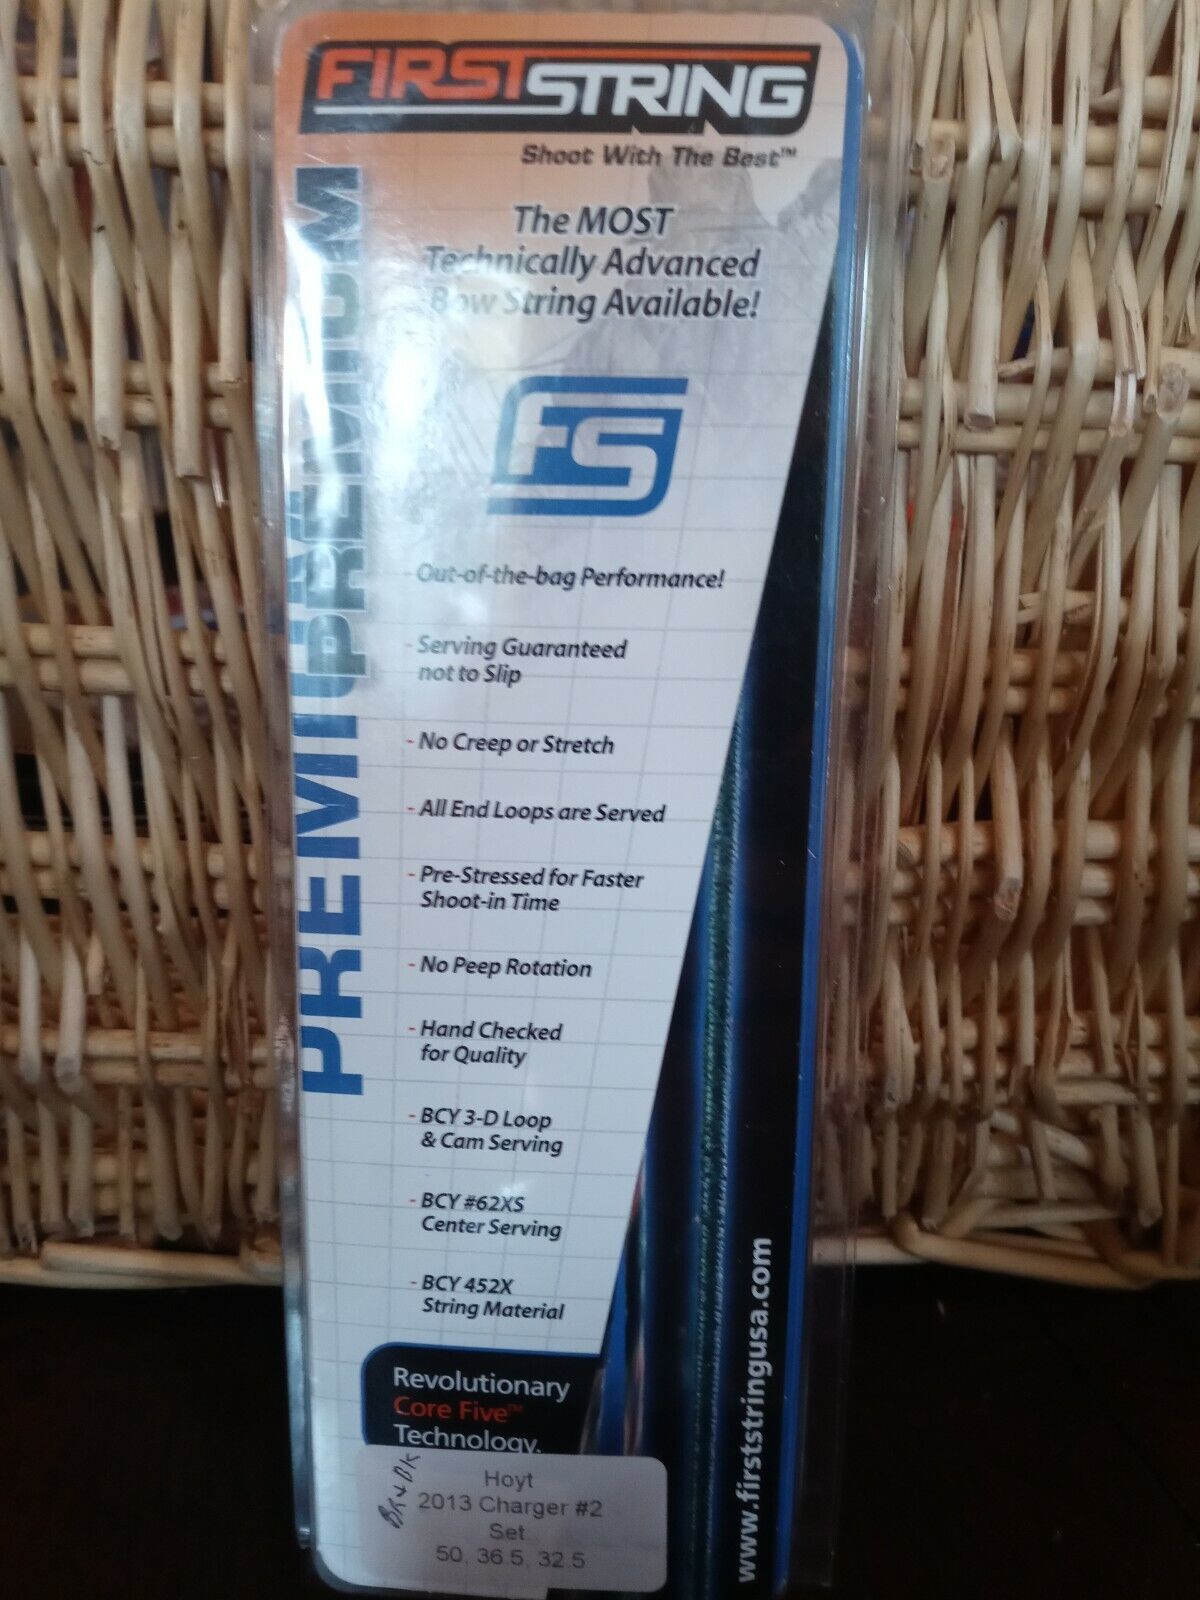 FIRSTSTRING
Shoot With The Best™
PREMIUM
The MOST
Technically Advanced
Bow String Available!
FS
- Out-of-the-bag Performance!
- Serving Guaranteed
not to Slip
- No Creep or Stretch
- All End Loops are Served
- Pre-Stressed for Faster
Shoot-in Time
- No Peep Rotation
- Hand Checked
for Quality
- BCY 3-D Loop
& Cam Serving
- BCY #62XS
Center Serving
- BCY 452X
String Material
Revolutionary
Core Five™
Technology.
Hoyt
2013 Charger #2
Set
50, 36.5, 32.5
www.firststringusa.com